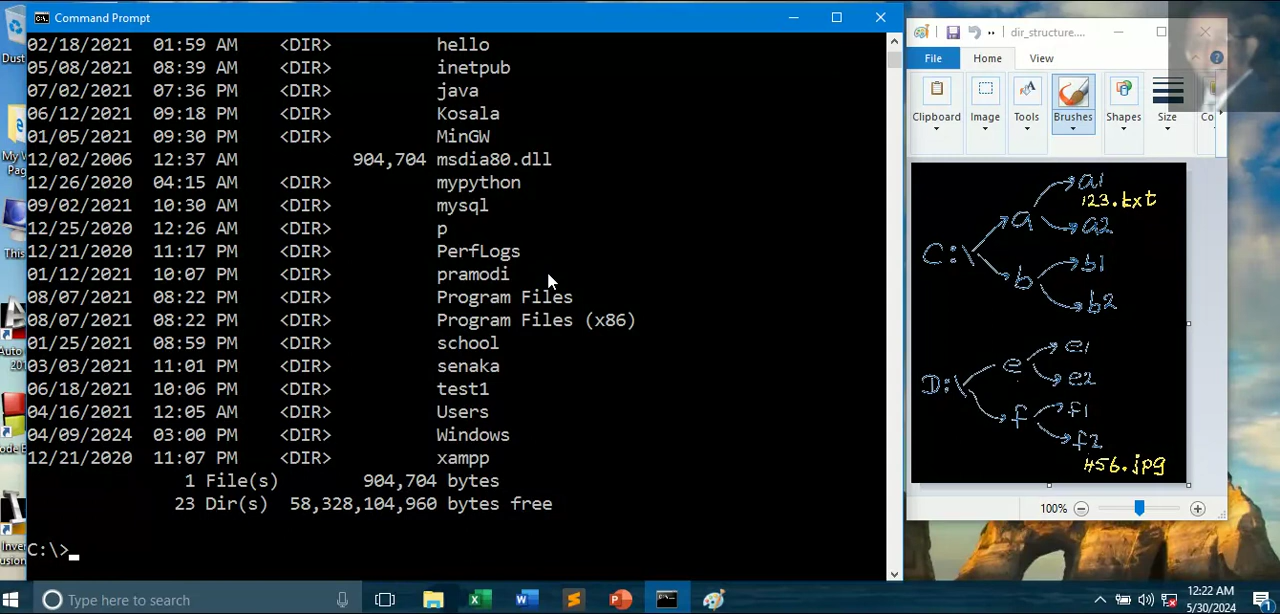 Command Prompt
02/18/2021 01:59 AM <DIR> hello
05/08/2021 08:39 AM <DIR> inetpub
07/02/2021 07:36 PM <DIR> java
06/12/2021 09:18 PM <DIR> Kosala
01/05/2021 09:30 PM <DIR> MinGW
12/02/2006 12:37 AM 904,704 msdia80.dll
12/26/2020 04:15 AM <DIR> mypython
09/02/2021 10:30 AM <DIR> mysql
12/25/2020 12:26 AM <DIR> p
12/21/2020 11:17 PM <DIR> PerfLogs
01/12/2021 10:07 PM <DIR> pramodi
08/07/2021 08:22 PM <DIR> Program Files
08/07/2021 08:22 PM <DIR> Program Files (x86)
01/25/2021 08:59 PM <DIR> school
03/03/2021 11:01 PM <DIR> senaka
06/18/2021 10:06 PM <DIR> test1
04/16/2021 12:05 AM <DIR> Users
04/09/2024 03:00 PM <DIR> Windows
12/21/2020 11:07 PM <DIR> xampp
1 File(s) 904,704 bytes
23 Dir(s) 58,328,104,960 bytes free
C:\>
dir_structure....
File Home View
Clipboard Image Tools Brushes Shapes Size
a1
123.txt
a
a2
C:\
b1
b
b2
e1
e
e2
D:\
f1
f
f2
456.jpg
100%
Dust
This
Type here to search
12:22 AM
5/30/2024